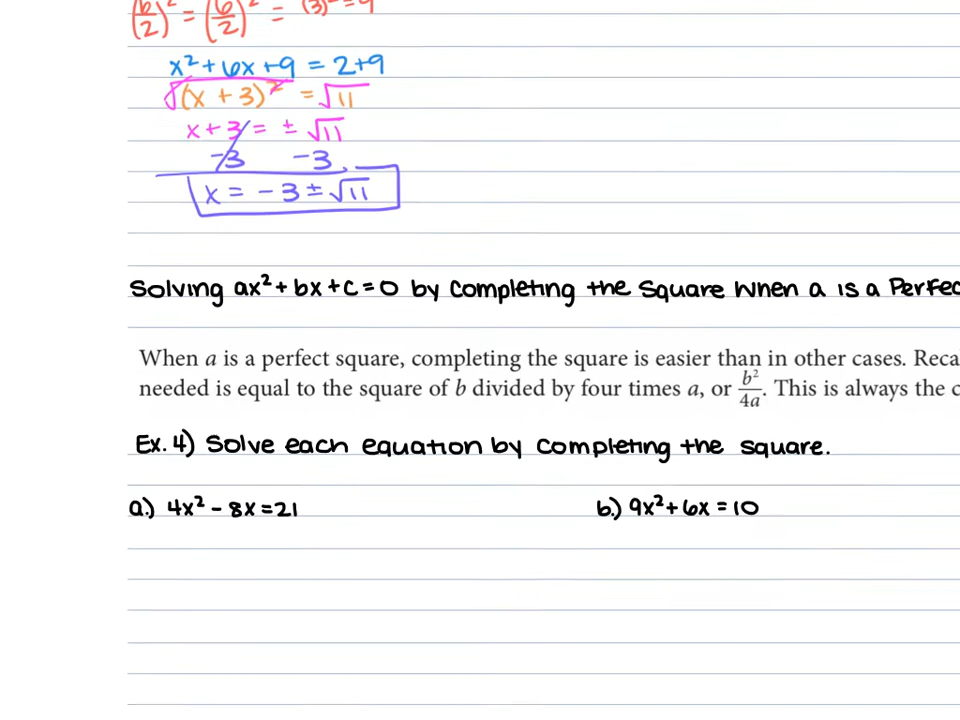 (b/2)² = (6/2)² = (3)² = 9
x² + 6x + 9 = 2+9
√(x + 3)² = √11
x + 3 = ± √11
-3 -3
x = - 3 ± √11
Solving ax² + bx + c = 0 by completing the square when a is a Perfec
When a is a perfect square, completing the square is easier than in other cases. Reca
needed is equal to the square of b divided by four times a, or b²/4a. This is always the c
Ex. 4) Solve each equation by completing the square.
a.) 4x² - 8x = 21 b.) 9x² + 6x = 10